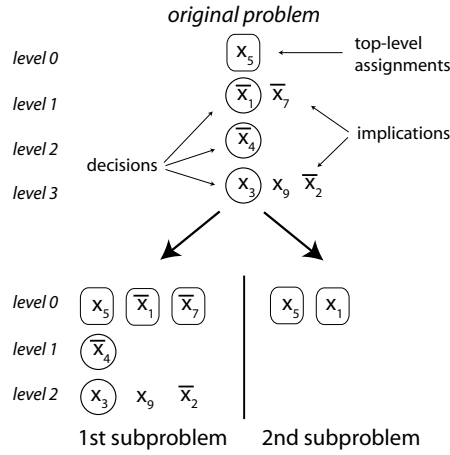 original problem
level 0 x₅ top-level
assignments
level 1 x̅₁ x̅₇
level 2 x̅₄ implications
decisions
level 3 x₃ x₉ x̅₂
level 0 x₅ x̅₁ x̅₇ x₅ x₁
level 1 x̅₄
level 2 x₃ x₉ x̅₂
1st subproblem 2nd subproblem